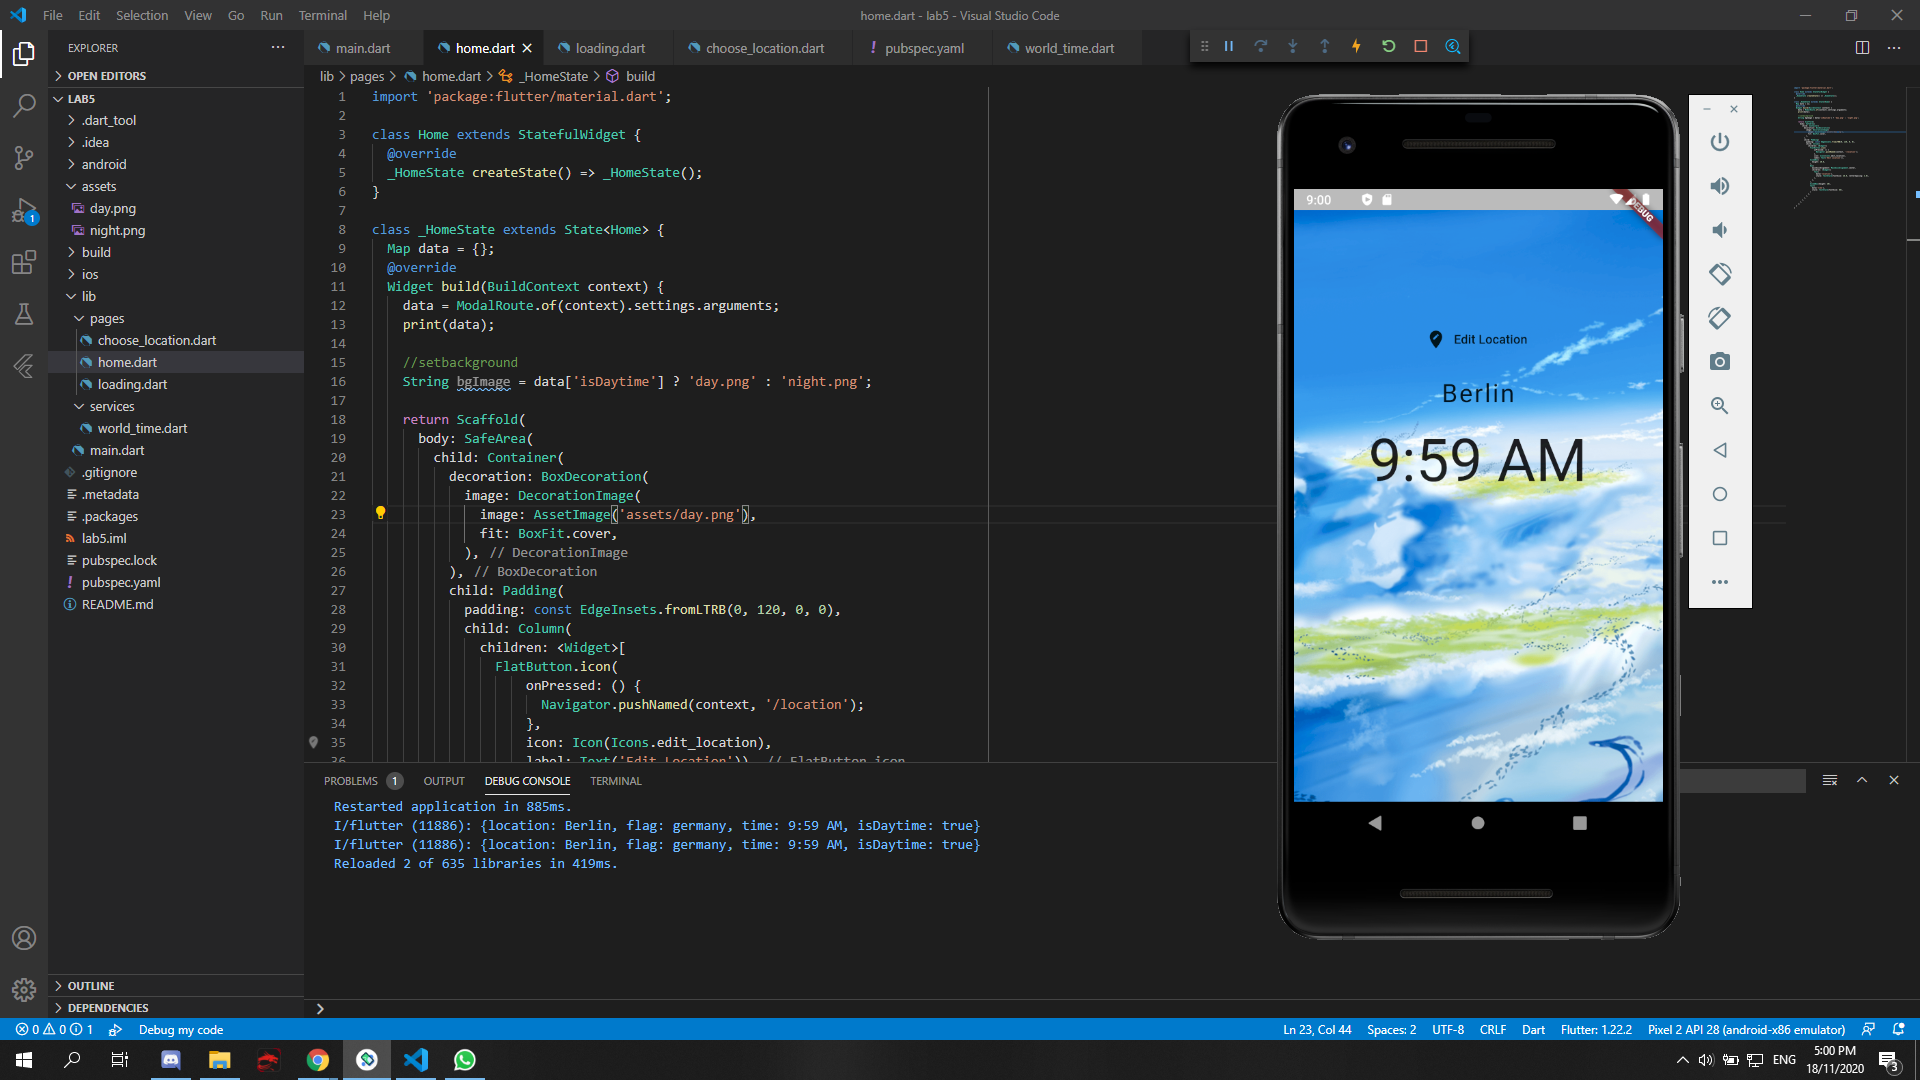 File Edit Selection View Go Run Terminal Help
home.dart - lab5 - Visual Studio Code
EXPLORER
OPEN EDITORS
LAB5
.dart_tool
.idea
android
assets
day.png
night.png
build
ios
lib
pages
choose_location.dart
home.dart
loading.dart
services
world_time.dart
main.dart
.gitignore
.metadata
.packages
lab5.iml
pubspec.lock
! pubspec.yaml
README.md
OUTLINE
DEPENDENCIES
main.dart
home.dart
loading.dart
choose_location.dart
! pubspec.yaml
world_time.dart
lib > pages > home.dart > _HomeState > build
1 import 'package:flutter/material.dart';
2
3 class Home extends StatefulWidget {
4 @override
5 _HomeState createState() => _HomeState();
6 }
7
8 class _HomeState extends State<Home> {
9 Map data = {};
10 @override
11 Widget build(BuildContext context) {
12 data = ModalRoute.of(context).settings.arguments;
13 print(data);
14
15 //setbackground
16 String bgImage = data['isDaytime'] ? 'day.png' : 'night.png';
17
18 return Scaffold(
19 body: SafeArea(
20 child: Container(
21 decoration: BoxDecoration(
22 image: DecorationImage(
23 image: AssetImage('assets/day.png'),
24 fit: BoxFit.cover,
25 ), // DecorationImage
26 ), // BoxDecoration
27 child: Padding(
28 padding: const EdgeInsets.fromLTRB(0, 120, 0, 0),
29 child: Column(
30 children: <Widget>[
31 FlatButton.icon(
32 onPressed: () {
33 Navigator.pushNamed(context, '/location');
34 },
35 icon: Icon(Icons.edit_location),
36 label: Text('Edit Location')), // FlatButton.icon
PROBLEMS 1 OUTPUT DEBUG CONSOLE TERMINAL
Restarted application in 885ms.
I/flutter (11886): {location: Berlin, flag: germany, time: 9:59 AM, isDaytime: true}
I/flutter (11886): {location: Berlin, flag: germany, time: 9:59 AM, isDaytime: true}
Reloaded 2 of 635 libraries in 419ms.
9:00
DEBUG
Edit Location
Berlin
9:59 AM
1
0 0 1 Debug my code
Ln 23, Col 44 Spaces: 2 UTF-8 CRLF Dart Flutter: 1.22.2 Pixel 2 API 28 (android-x86 emulator)
ENG
5:00 PM
18/11/2020
3